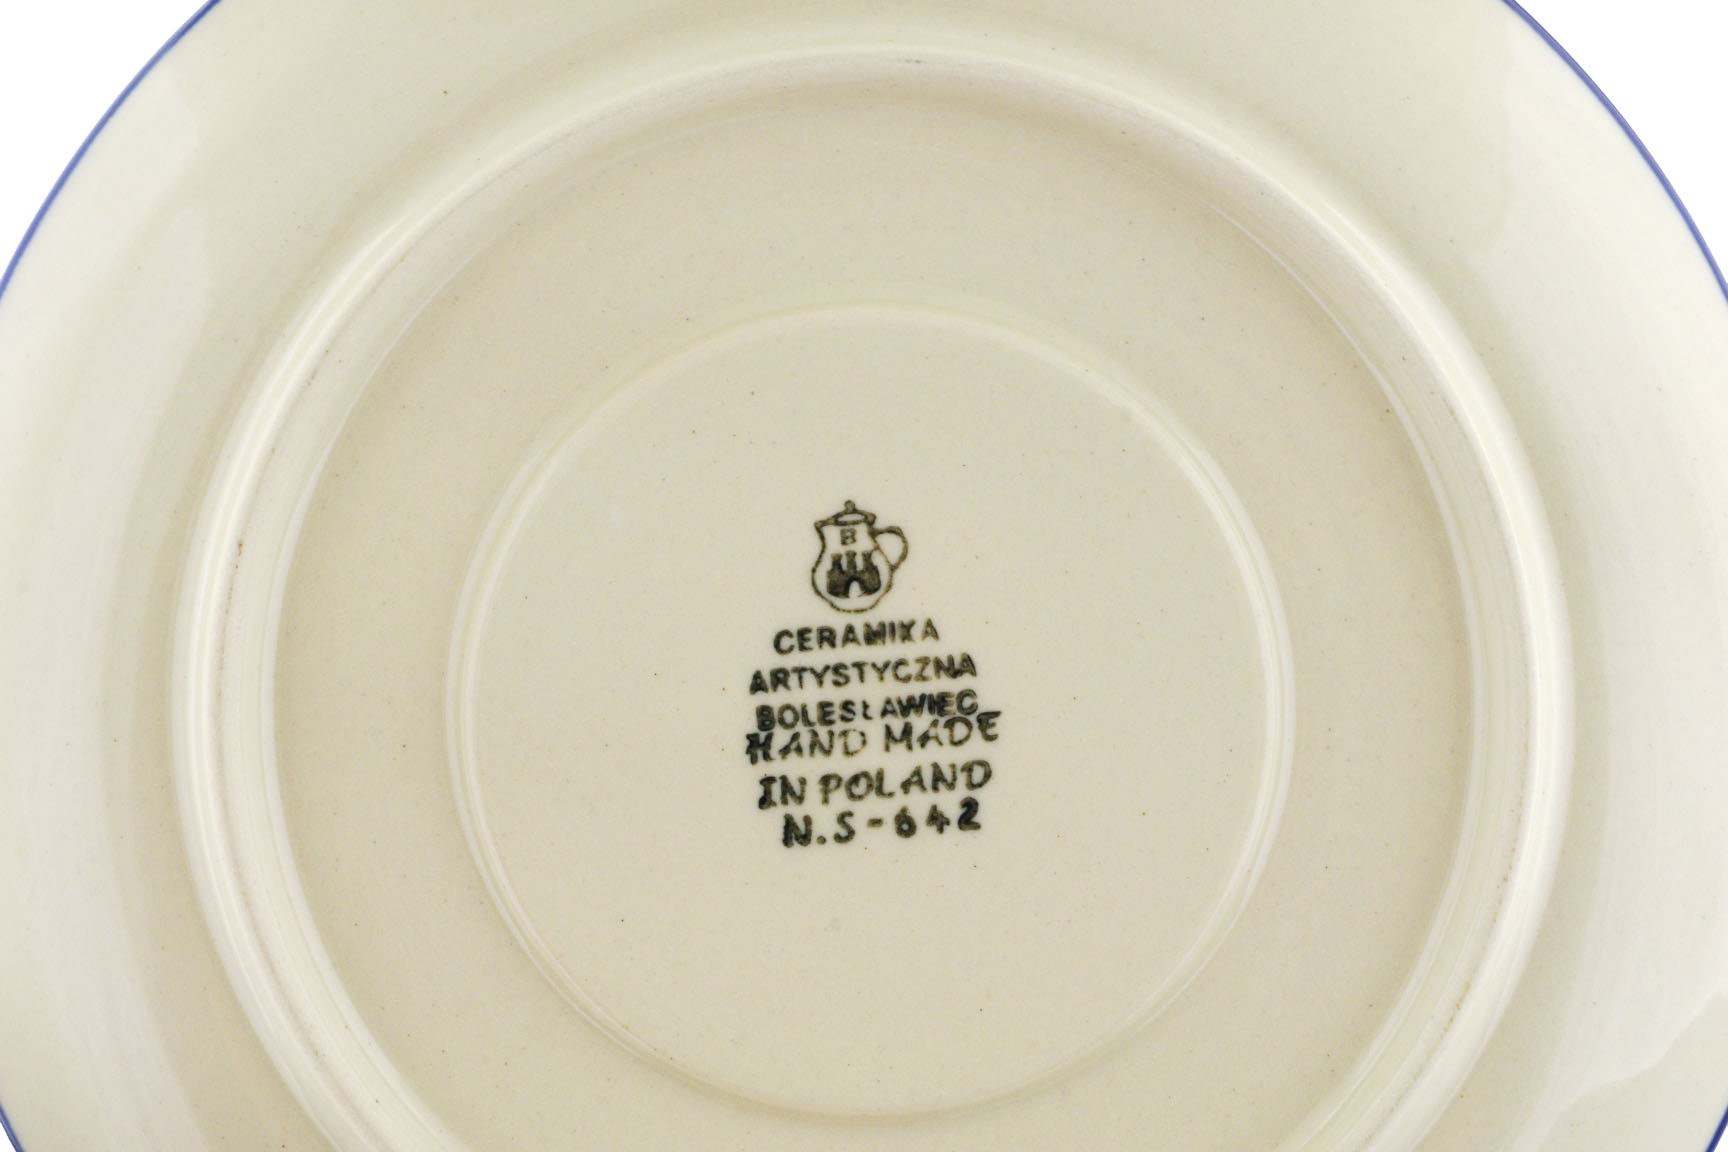 B
CERAMIKA
ARTYSTYCZNA
BOLESŁAWIEC
HAND MADE
IN POLAND
N.S-642